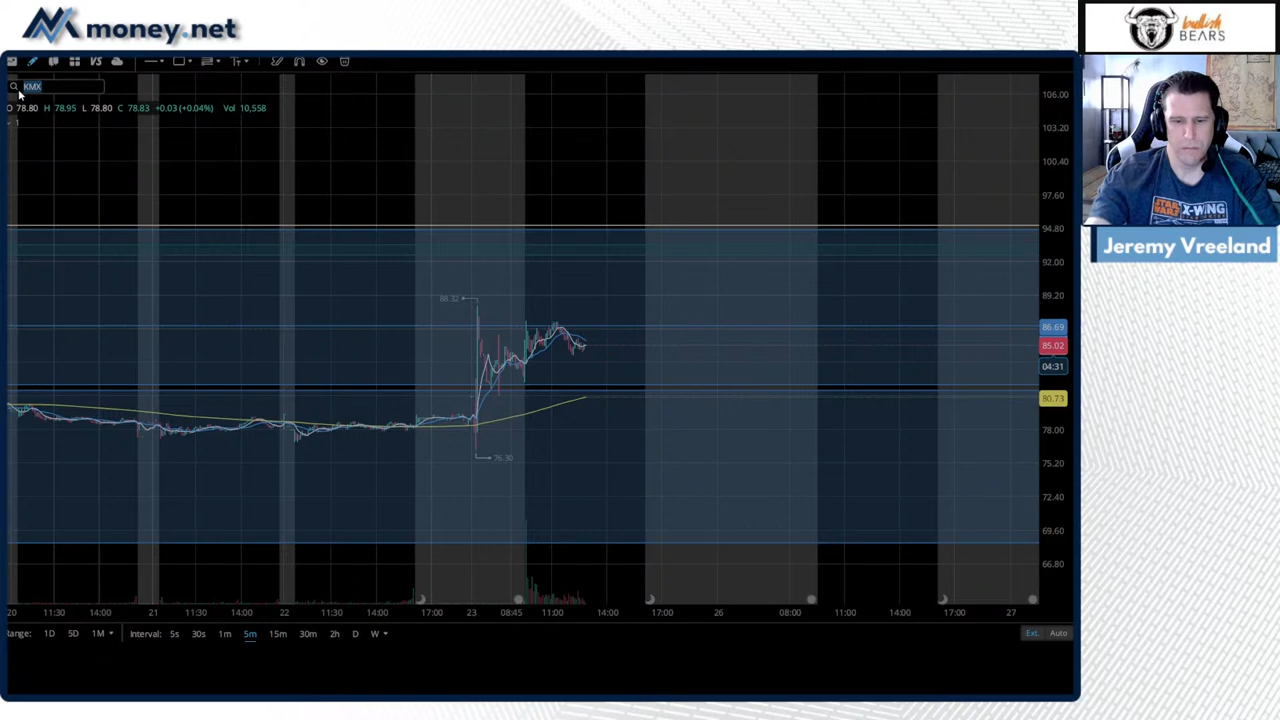 money.net
bullish
BEARS
KMX
O 78.80 H 78.95 L 78.80 C 78.83 +0.03 (+0.04%) Vol 10,558
1
106.00
103.20
100.40
97.60
94.80
92.00
89.20
88.32
86.69
85.02
04:31
80.73
78.00
76.30
75.20
72.40
69.60
66.80
20 11:30 14:00 21 11:30 14:00 22 11:30 14:00 17:00 23 08:45 11:00 14:00 17:00 26 08:00 11:00 14:00 17:00 27
Range: 1D 5D 1M Interval: 5s 30s 1m 5m 15m 30m 2h D W Ext. Auto
STAR WARS
X-WING
Jeremy Vreeland